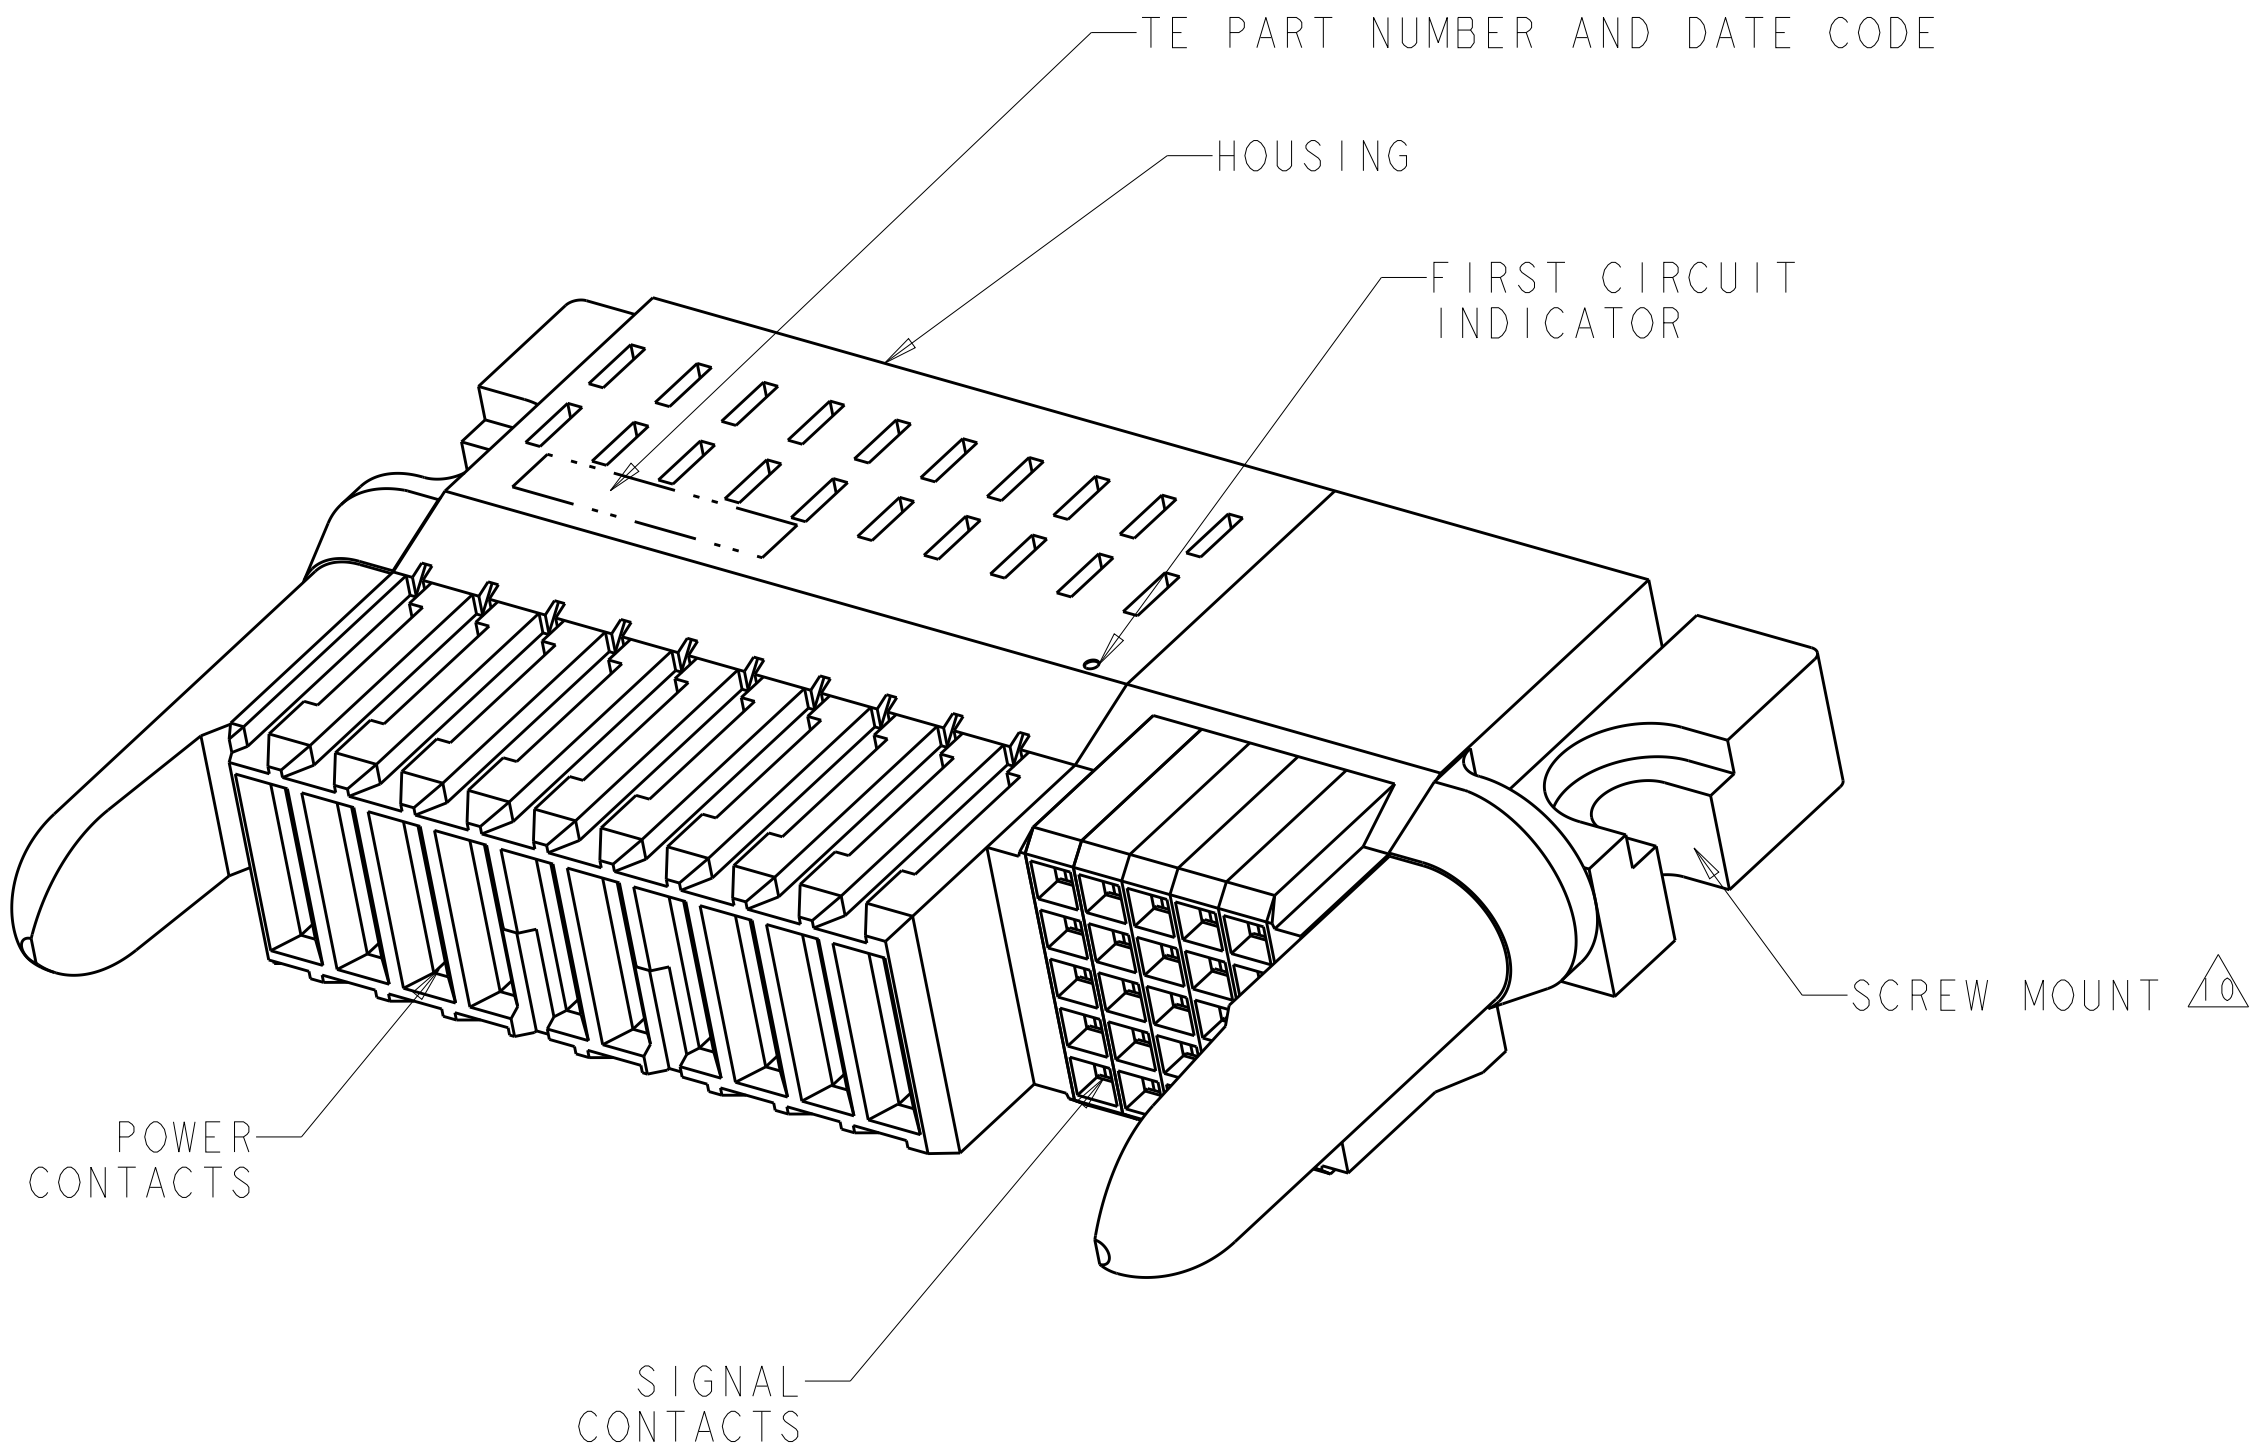 TE PART NUMBER AND DATE CODE
HOUSING
FIRST CIRCUIT
INDICATOR
SCREW MOUNT 10
POWER
CONTACTS
SIGNAL
CONTACTS